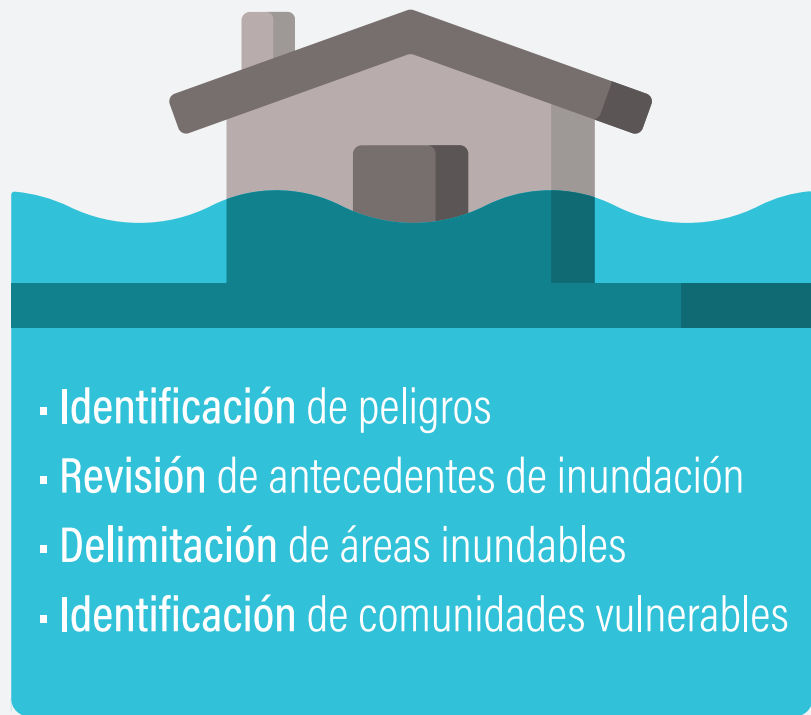 ▪ Identificación de peligros
▪ Revisión de antecedentes de inundación
▪ Delimitación de áreas inundables
▪ Identificación de comunidades vulnerables